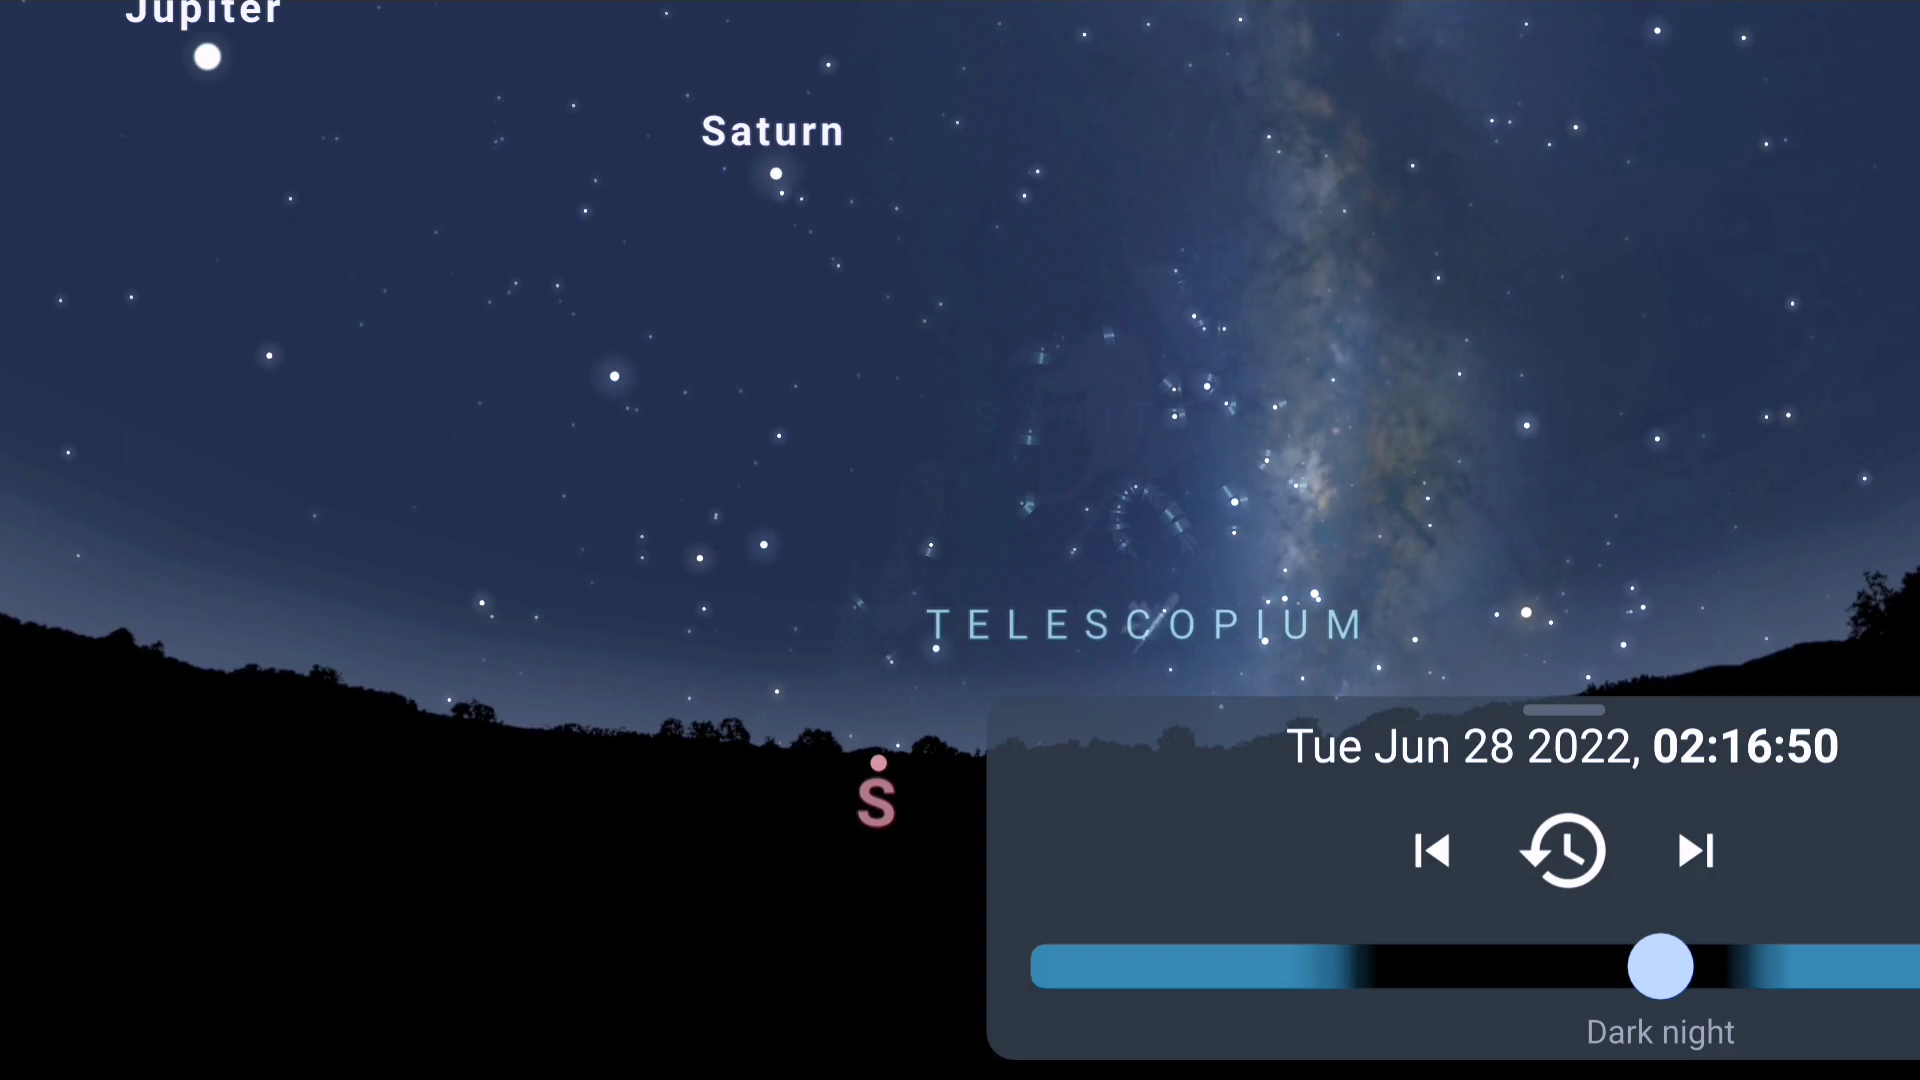 Jupiter
Saturn
TELESCOPIUM
S
Tue Jun 28 2022, 02:16:50
Dark night